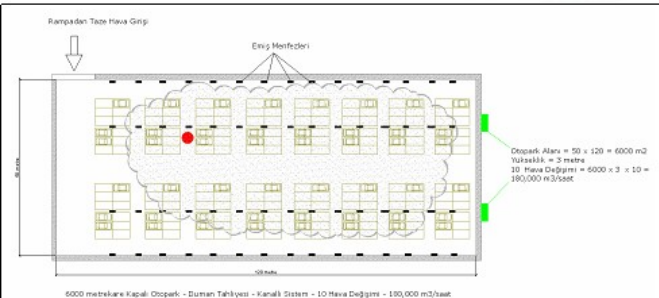 Rampadan Taze Hava Girişi
Emiş Menfezleri
Otopark Alanı = 50 x 120 = 6000 m2
Yükseklik = 3 metre
10 Hava Değişimi = 6000 x 3 x 10 =
180,000 m3/saat
120 metre
6000 metrekare Kapalı Otopark - Duman Tahliyesi - Kanallı Sistem - 10 Hava Değişimi - 180,000 m3/saat